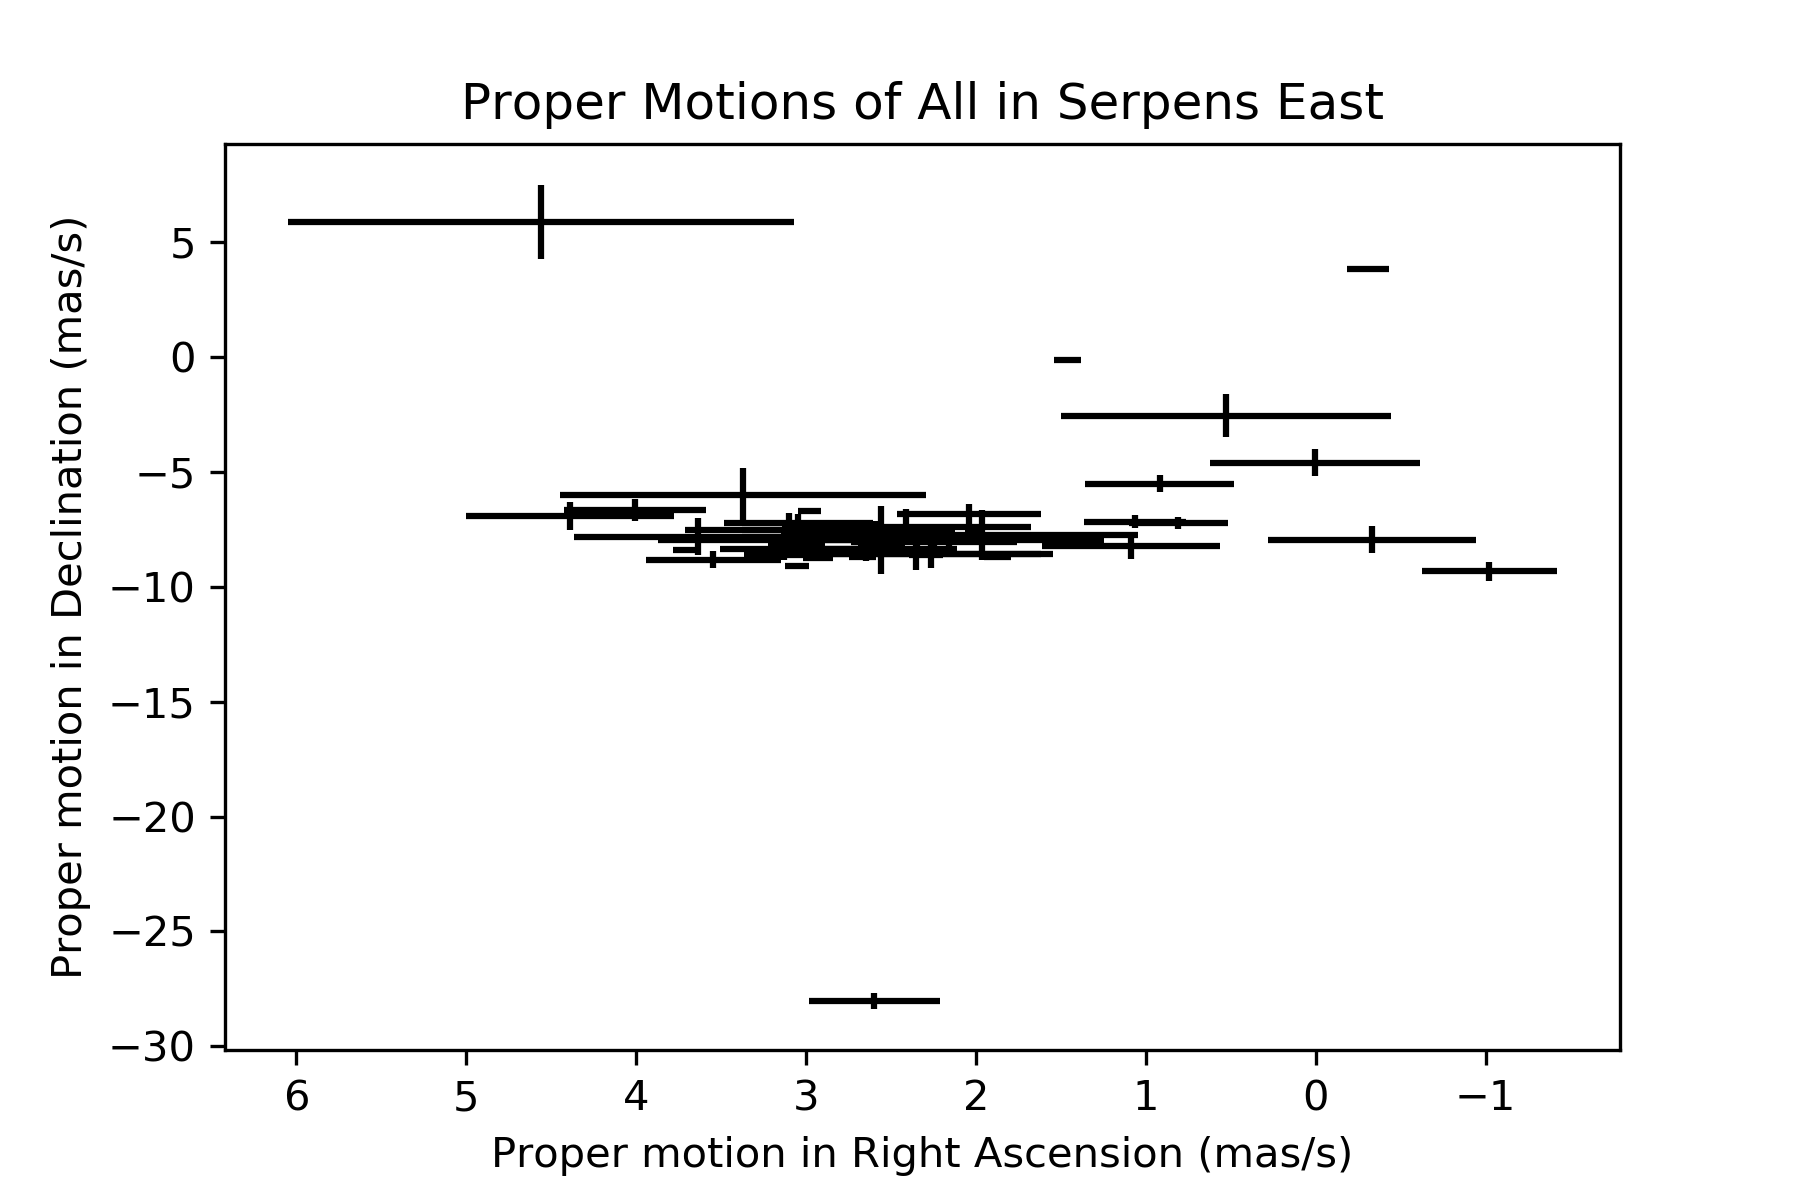 Proper Motions of All in Serpens East
Proper motion in Declination (mas/s)
5
0
−5
−10
−15
−20
−25
−30
6 5 4 3 2 1 0 −1
Proper motion in Right Ascension (mas/s)